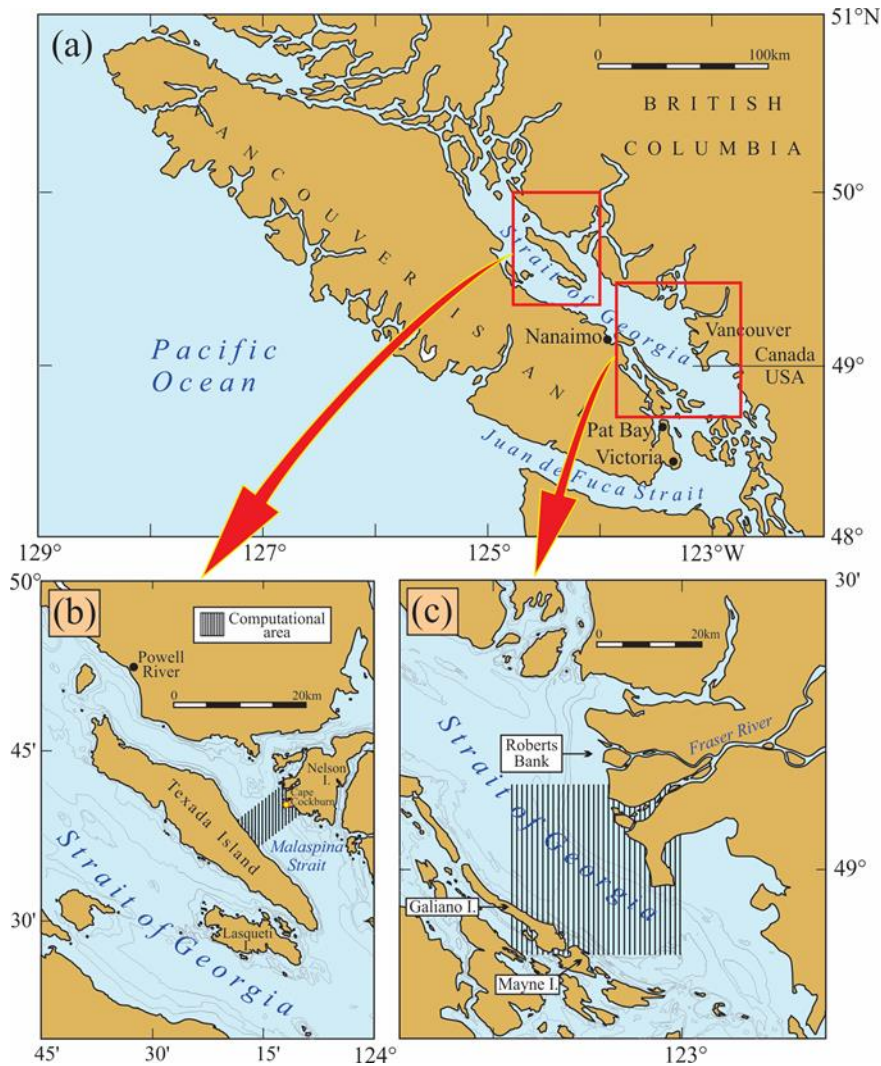 51°N
(a)
0
100km
BRITISH
COLUMBIA
VANCOUVER
ISLAND
50°
Strait of Georgia
Nanaimo
Vancouver
Canada
49°
USA
Pacific
Ocean
Pat Bay
Victoria
Juan de Fuca Strait
48°
129°
127°
125°
123°W
50°
(b)
Computational
area
Powell
River
0
20km
45'
Nelson
I.
Cape
Cockburn
Texada Island
Malaspina
Strait
Strait of Georgia
30'
Lasqueti
I.
45'
30'
15'
124°
30'
(c)
0
20km
Strait of Georgia
Roberts
Bank
Fraser River
49°
Galiano I.
Mayne I.
123°